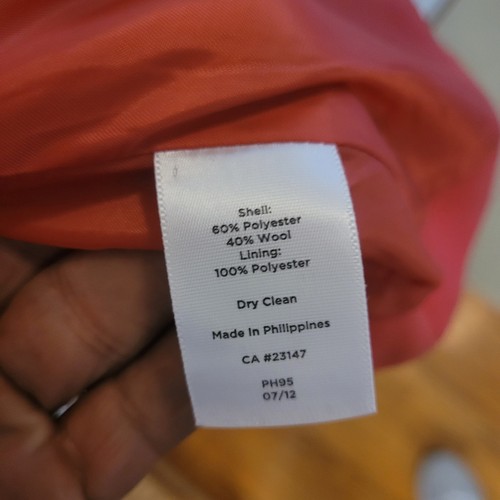 Shell:
60% Polyester
40% Wool
Lining:
100% Polyester
Dry Clean
Made In Philippines
CA #23147
PH95
07/12